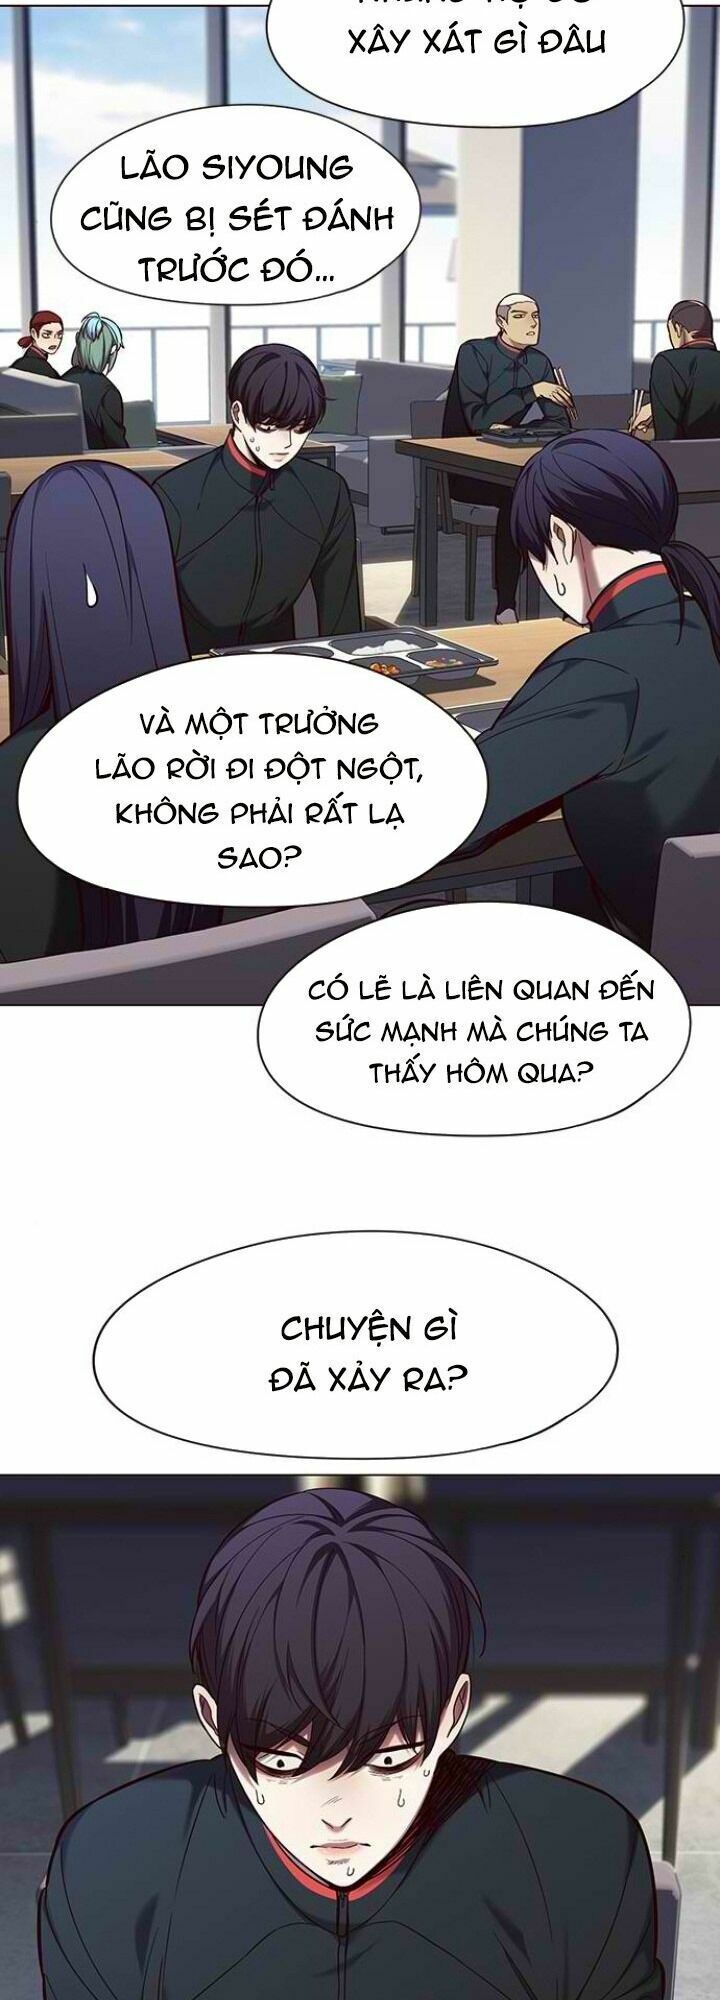 XÂY XÁT GÌ ĐÂU
LÃO SIYOUNG
CŨNG BỊ SÉT ĐÁNH
TRƯỚC ĐÓ...
VÀ MỘT TRƯỞNG
LÃO RỜI ĐI ĐỘT NGỘT,
KHÔNG PHẢI RẤT LẠ
SAO?
CÓ LẼ LÀ LIÊN QUAN ĐẾN
SỨC MẠNH MÀ CHÚNG TA
THẤY HÔM QUA?
CHUYỆN GÌ
ĐÃ XẢY RA?